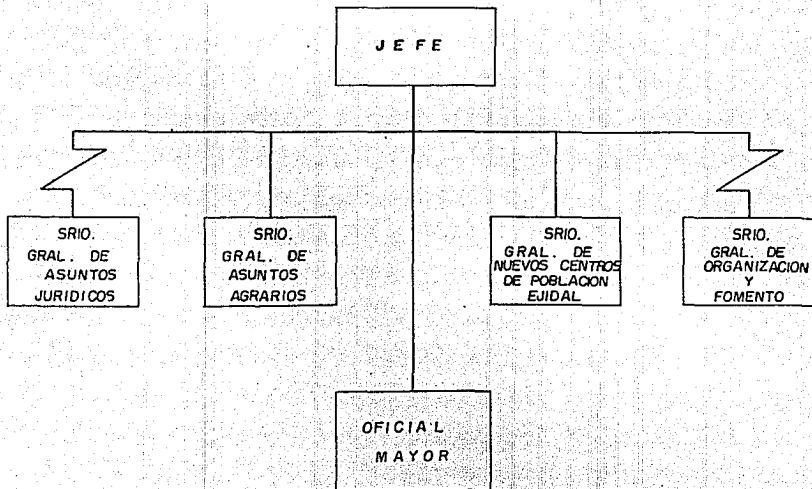 JEFE
SRIO.
GRAL. DE
ASUNTOS
JURIDICOS
SRIO.
GRAL. DE
ASUNTOS
AGRARIOS
SRIO.
GRAL. DE
NUEVOS CENTROS
DE POBLACION
EJIDAL
SRIO.
GRAL. DE
ORGANIZACION
Y
FOMENTO
OFICIAL
MAYOR